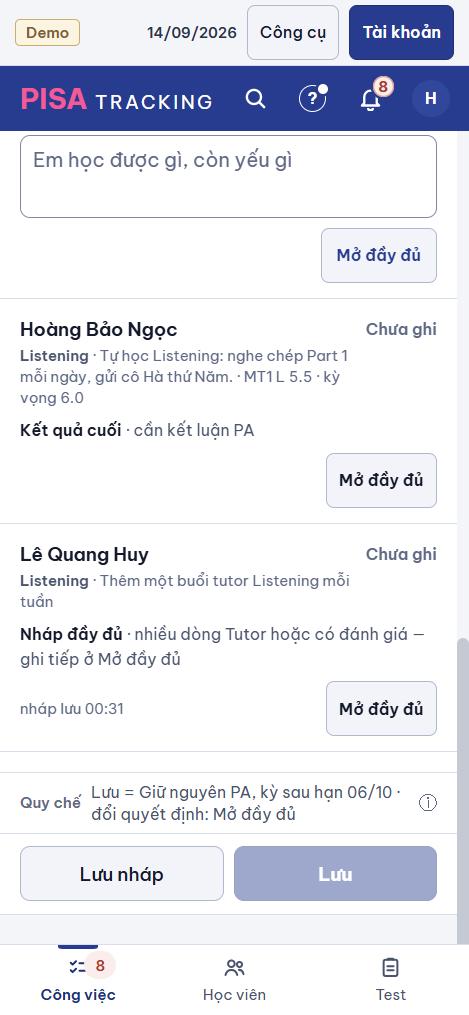 Demo
14/09/2026
Công cụ
Tài khoản
PISA TRACKING
?
8
H
Em học được gì, còn yếu gì
Mở đầy đủ
Hoàng Bảo Ngọc
Chưa ghi
Listening · Tự học Listening: nghe chép Part 1
mỗi ngày, gửi cô Hà thứ Năm. · MT1 L 5.5 · kỳ
vọng 6.0
Kết quả cuối · cần kết luận PA
Mở đầy đủ
Lê Quang Huy
Chưa ghi
Listening · Thêm một buổi tutor Listening mỗi
tuần
Nháp đầy đủ · nhiều dòng Tutor hoặc có đánh giá —
ghi tiếp ở Mở đầy đủ
nháp lưu 00:31
Mở đầy đủ
Quy chế
Lưu = Giữ nguyên PA, kỳ sau hạn 06/10 ·
đổi quyết định: Mở đầy đủ
Lưu nháp
Lưu
8
Công việc
Học viên
Test